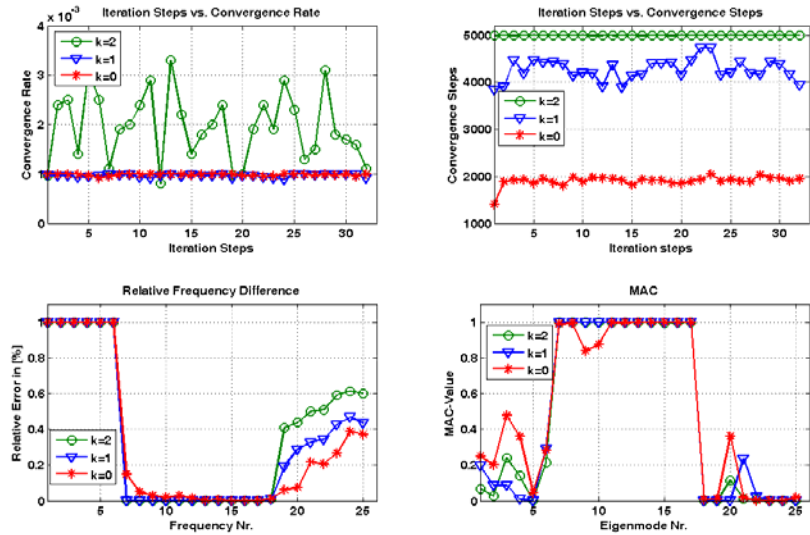 Iteration Steps vs. Convergence Rate
x 10^-3
4
3
2
1
0
Convergence Rate
k=2
k=1
k=0
5 10 15 20 25 30
Iteration Steps
Iteration Steps vs. Convergence Steps
5000
4000
3000
2000
1000
Convergence Steps
k=2
k=1
k=0
5 10 15 20 25 30
Iteration steps
Relative Frequency Difference
1
0.8
0.6
0.4
0.2
0
Relative Error in [%]
k=2
k=1
k=0
0 5 10 15 20 25
Frequency Nr.
MAC
1
0.8
0.6
0.4
0.2
0
MAC-Value
k=2
k=1
k=0
5 10 15 20 25
Eigenmode Nr.